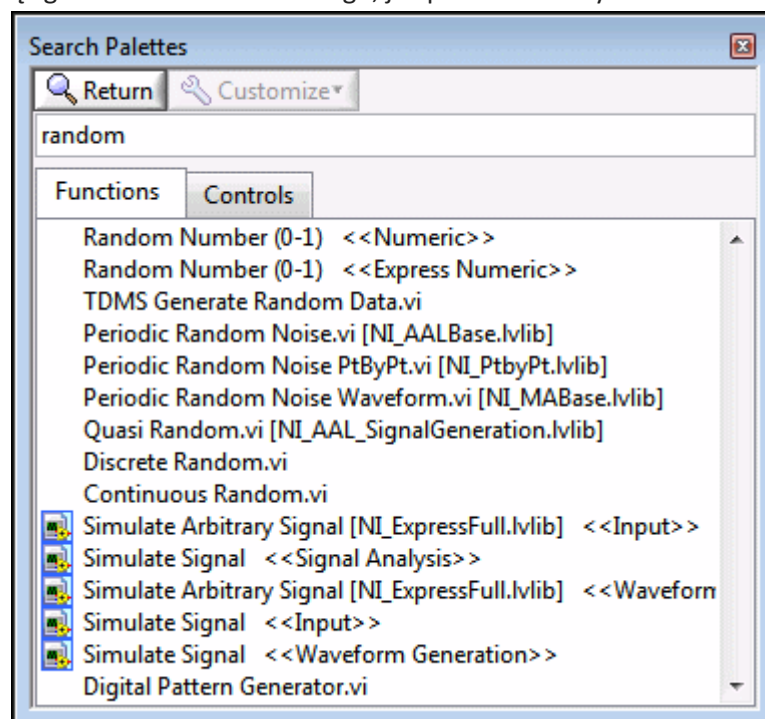 Search Palettes
Return Customize
random
Functions Controls
Random Number (0-1) <<Numeric>>
Random Number (0-1) <<Express Numeric>>
TDMS Generate Random Data.vi
Periodic Random Noise.vi [NI_AALBase.lvlib]
Periodic Random Noise PtByPt.vi [NI_PtbyPt.lvlib]
Periodic Random Noise Waveform.vi [NI_MABase.lvlib]
Quasi Random.vi [NI_AAL_SignalGeneration.lvlib]
Discrete Random.vi
Continuous Random.vi
Simulate Arbitrary Signal [NI_ExpressFull.lvlib] <<Input>>
Simulate Signal <<Signal Analysis>>
Simulate Arbitrary Signal [NI_ExpressFull.lvlib] <<Waveform
Simulate Signal <<Input>>
Simulate Signal <<Waveform Generation>>
Digital Pattern Generator.vi